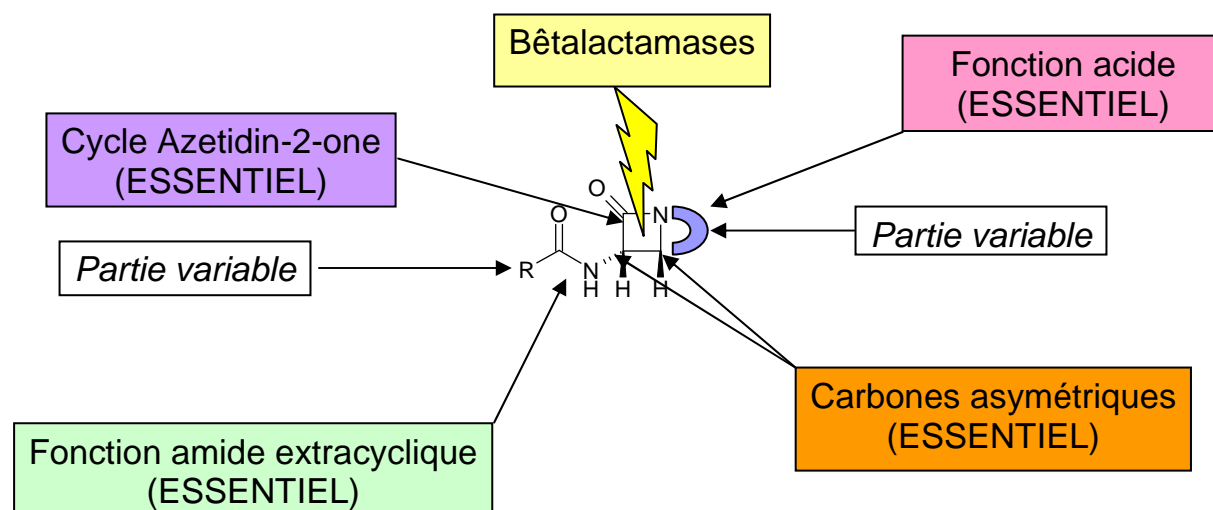 Bêtalactamases
Fonction acide
(ESSENTIEL)
Cycle Azetidin-2-one
(ESSENTIEL)
O
O
N
Partie variable
Partie variable
R
N
H
H
H
Carbones asymétriques
(ESSENTIEL)
Fonction amide extracyclique
(ESSENTIEL)